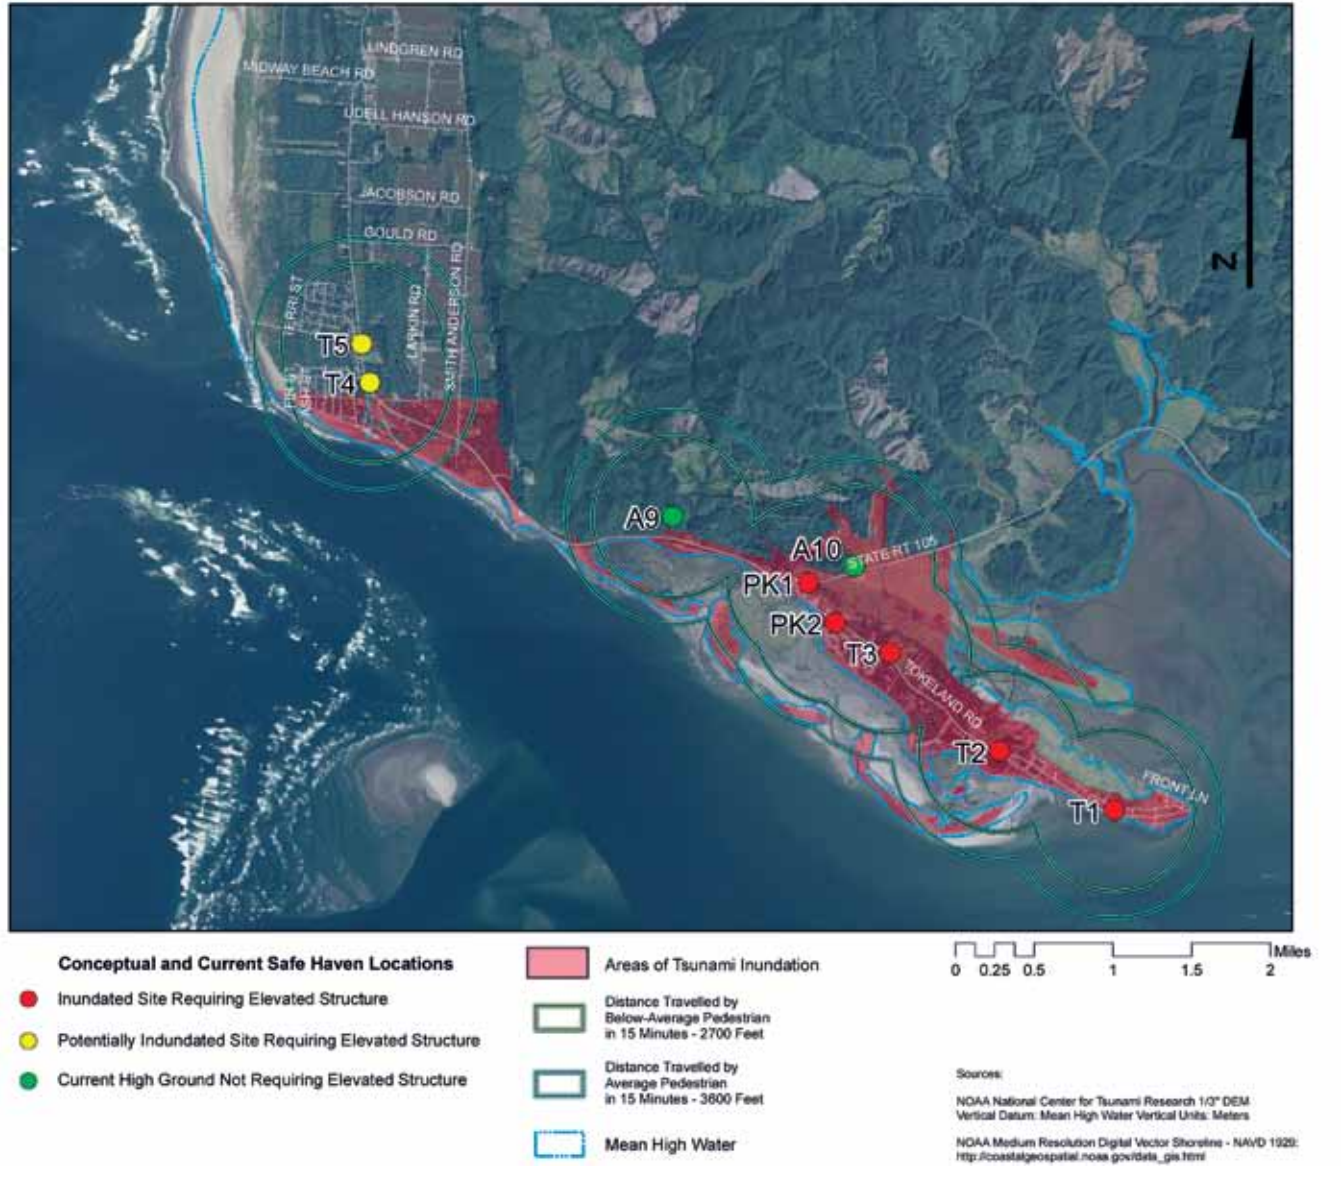 LINDGREN RD
MIDWAY BEACH RD
UDELL HANSON RD
JACOBSON RD
GOULD RD
LARKIN RD
SMITH ANDERSON RD
T5
T4
A9
A10
STATE RT 105
PK1
PK2
T3
TOKELAND RD
T2
T1
FRONT LN
N
Conceptual and Current Safe Haven Locations
Inundated Site Requiring Elevated Structure
Potentially Indundated Site Requiring Elevated Structure
Current High Ground Not Requiring Elevated Structure
Areas of Tsunami Inundation
Distance Travelled by
Below-Average Pedestrian
in 15 Minutes - 2700 Feet
Distance Travelled by
Average Pedestrian
in 15 Minutes - 3600 Feet
Mean High Water
Miles
0 0.25 0.5 1 1.5 2
Sources:
NOAA National Center for Tsunami Research 1/3" DEM
Vertical Datum: Mean High Water Vertical Units: Meters
NOAA Medium Resolution Digital Vector Shoreline - NAVD 1929:
http://coastalgeospatial.noaa.gov/data_gis.html